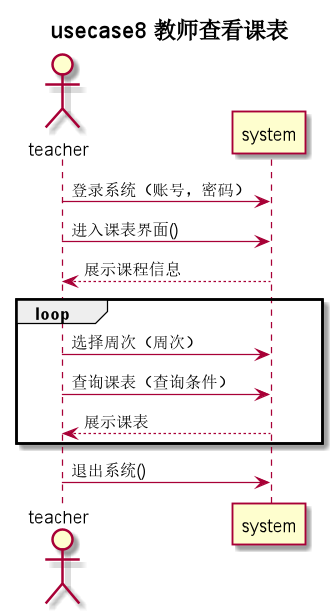 usecase8 教师查看课表
teacher
system
登录系统（账号，密码）
进入课表界面()
展示课程信息
loop
选择周次（周次）
查询课表（查询条件）
展示课表
退出系统()
teacher
system